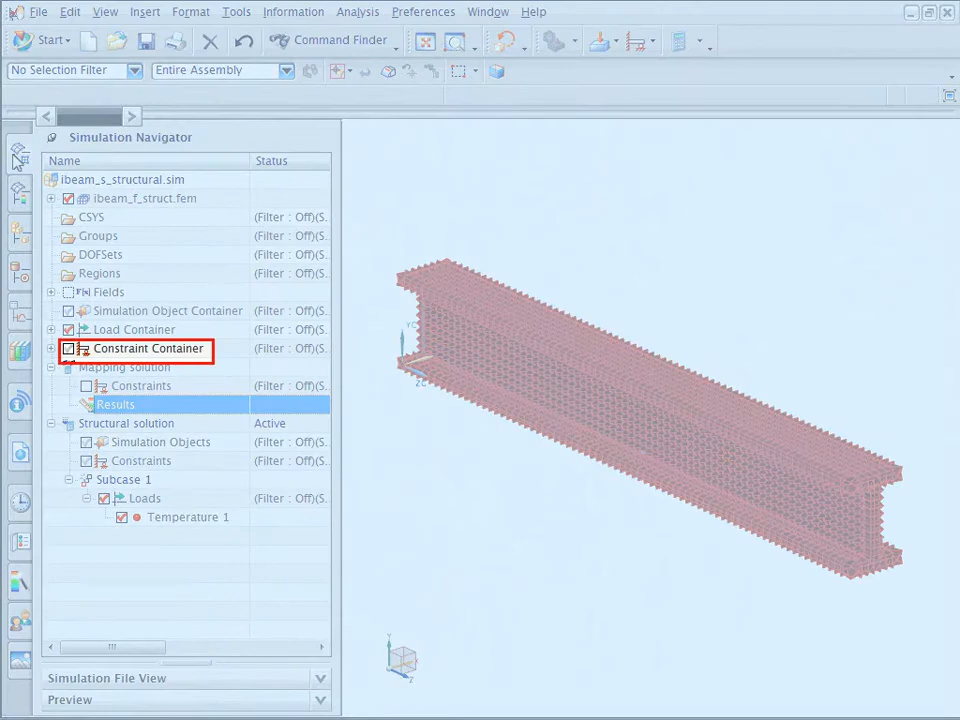 File Edit View Insert Format Tools Information Analysis Preferences Window Help
Start Command Finder
No Selection Filter Entire Assembly
Simulation Navigator
Name Status
ibeam_s_structural.sim
ibeam_f_struct.fem
CSYS (Filter : Off)(S.
Groups (Filter : Off)(S.
DOFSets (Filter : Off)(S.
Regions (Filter : Off)(S.
Fields
Simulation Object Container (Filter : Off)(S.
Load Container (Filter : Off)(S.
Constraint Container (Filter : Off)(S.
Mapping solution
Constraints (Filter : Off)(S.
Results
Structural solution Active
Simulation Objects (Filter : Off)(S.
Constraints (Filter : Off)(S.
Subcase 1
Loads (Filter : Off)(S.
Temperature 1
Simulation File View
Preview
YC
ZC
Y
Z